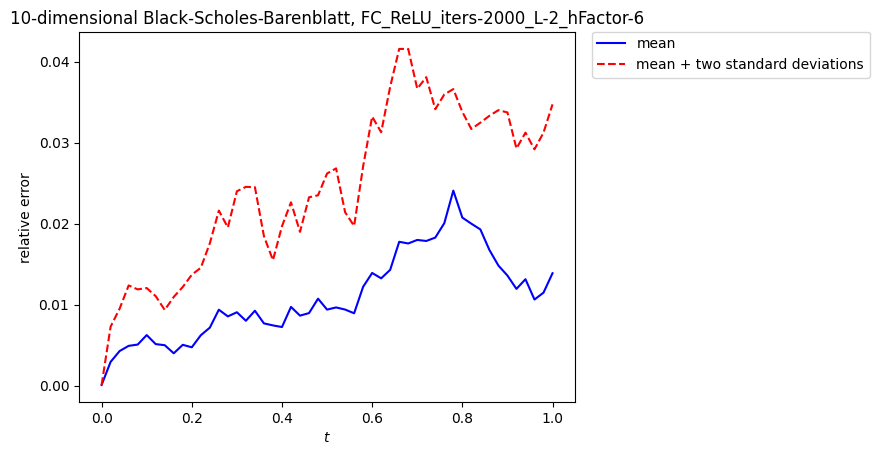 10-dimensional Black-Scholes-Barenblatt, FC_ReLU_iters-2000_L-2_hFactor-6
mean
mean + two standard deviations
relative error
0.04
0.03
0.02
0.01
0.00
0.0 0.2 0.4 0.6 0.8 1.0
t